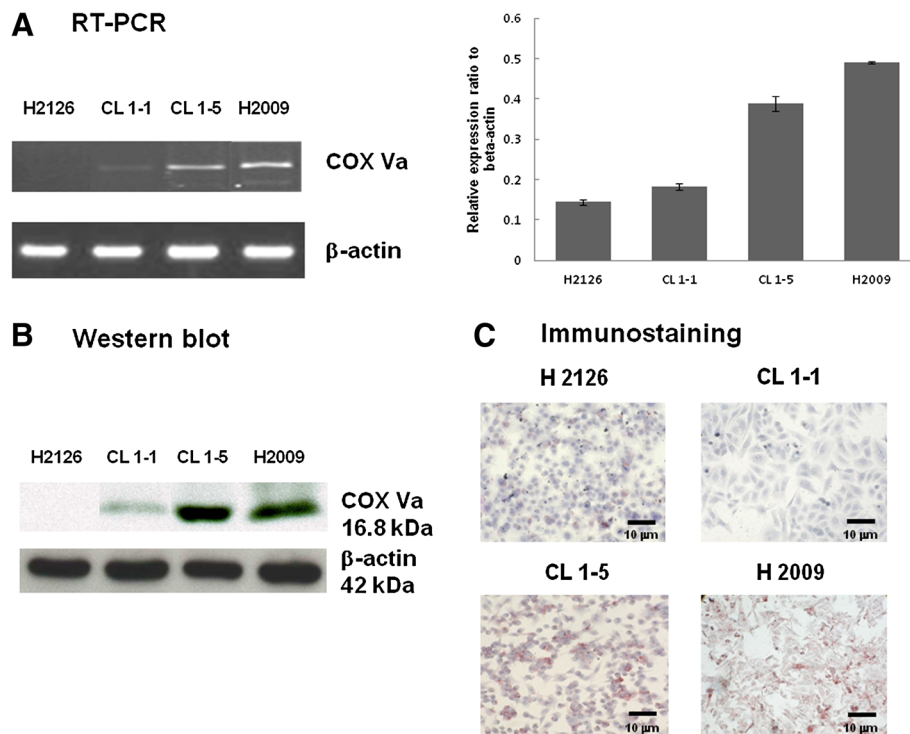 A RT-PCR
H2126 CL 1-1 CL 1-5 H2009
COX Va
β-actin
Relative expression ratio to
beta-actin
0.6
0.5
0.4
0.3
0.2
0.1
0
H2126 CL 1-1 CL 1-5 H2009
B Western blot
H2126 CL 1-1 CL 1-5 H2009
COX Va
16.8 kDa
β-actin
42 kDa
C Immunostaining
H 2126 CL 1-1
10 µm 10 µm
CL 1-5 H 2009
10 µm 10 µm